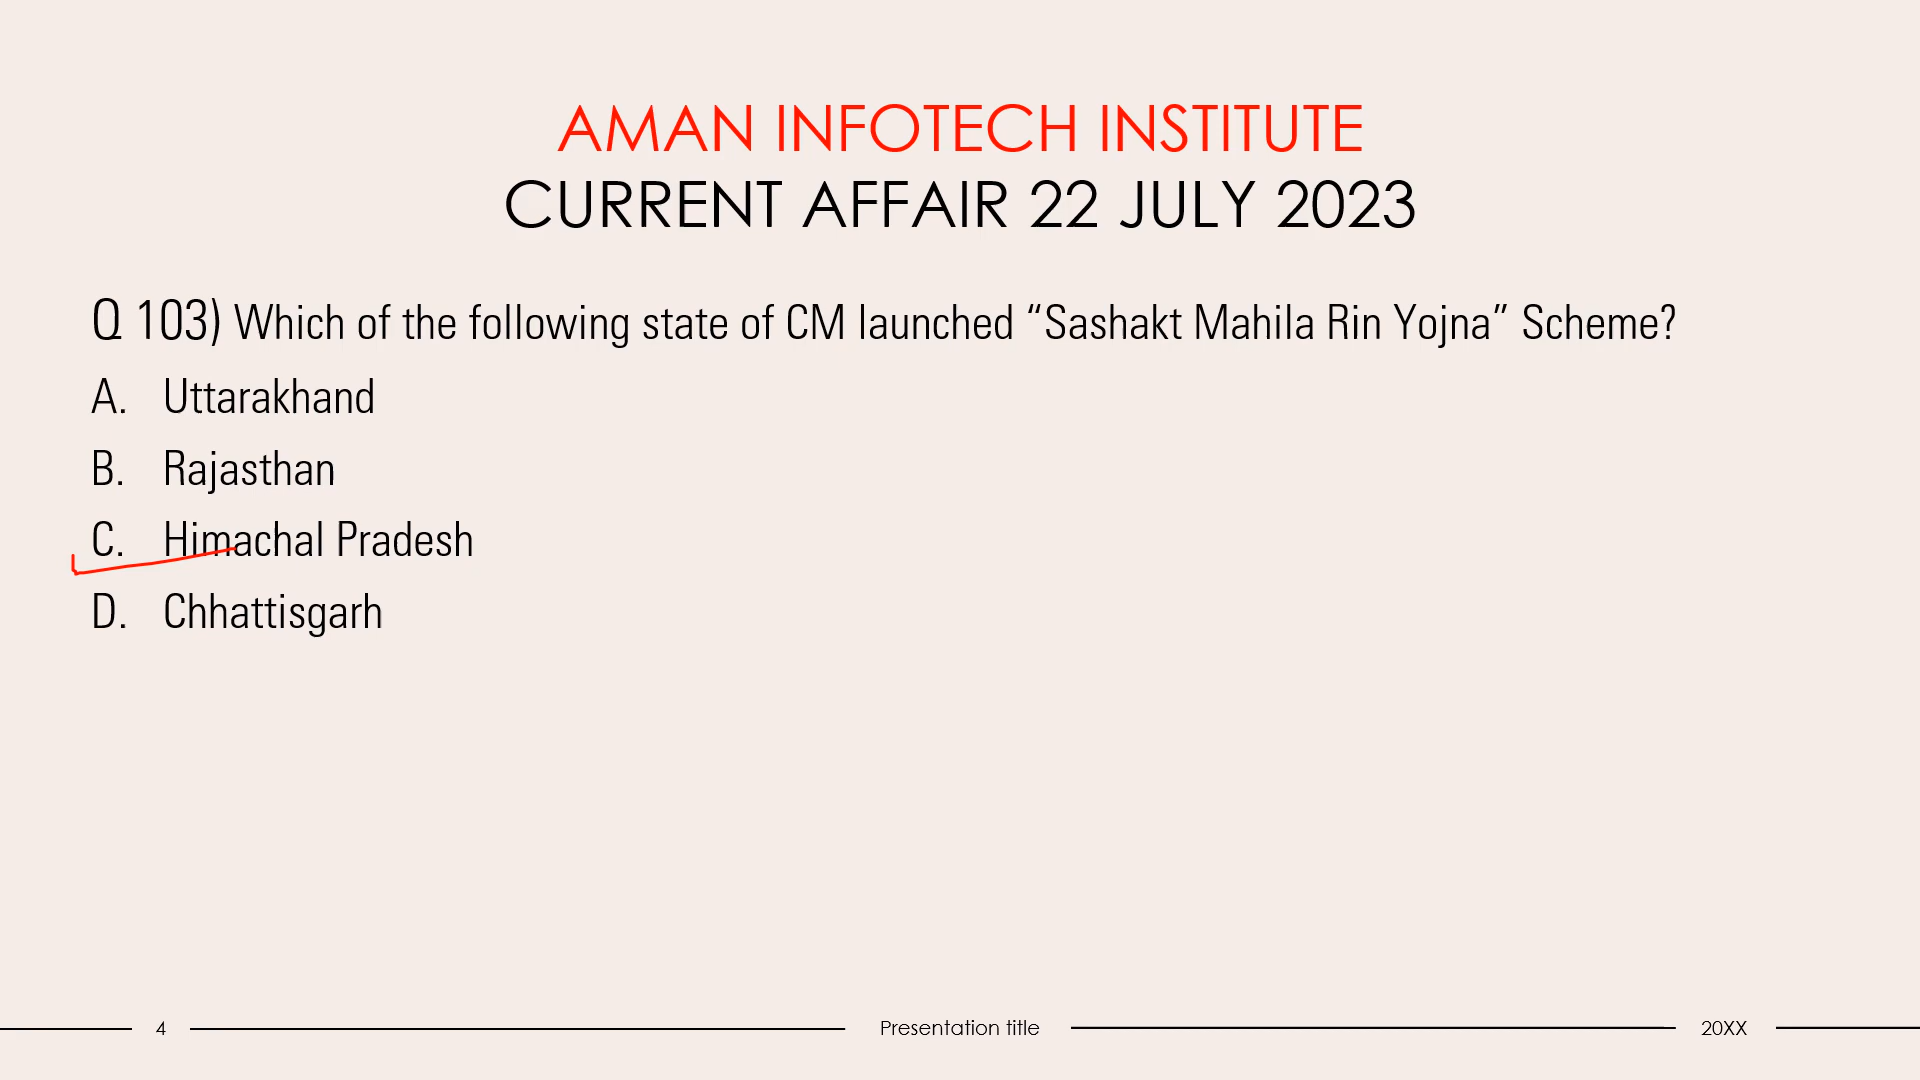 AMAN INFOTECH INSTITUTE
CURRENT AFFAIR 22 JULY 2023
Q 103) Which of the following state of CM launched “Sashakt Mahila Rin Yojna” Scheme?
A. Uttarakhand
B. Rajasthan
C. Himachal Pradesh
D. Chhattisgarh
4 Presentation title 20XX